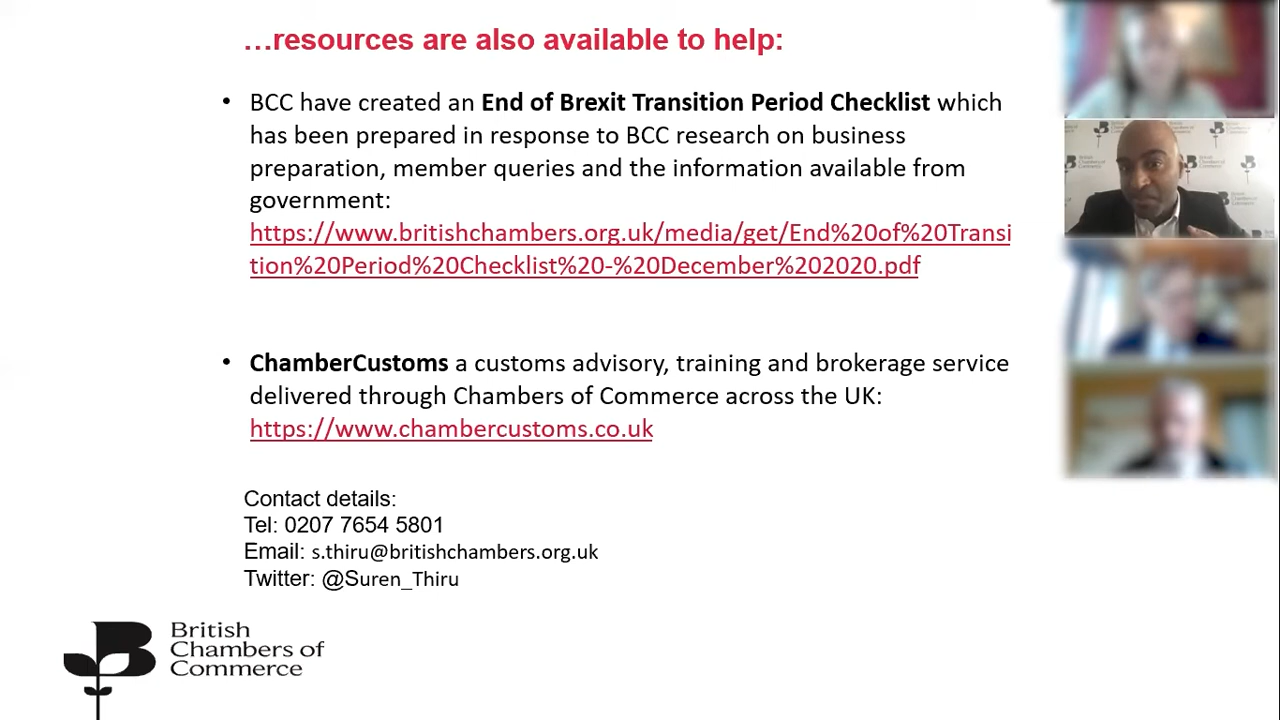 ...resources are also available to help:
• BCC have created an End of Brexit Transition Period Checklist which
has been prepared in response to BCC research on business
preparation, member queries and the information available from
government:
https://www.britishchambers.org.uk/media/get/End%20of%20Transi
tion%20Period%20Checklist%20-%20December%202020.pdf
• ChamberCustoms a customs advisory, training and brokerage service
delivered through Chambers of Commerce across the UK:
https://www.chambercustoms.co.uk
Contact details:
Tel: 0207 7654 5801
Email: s.thiru@britishchambers.org.uk
Twitter: @Suren_Thiru
British
Chambers of
Commerce
British
Chambers of
Commerce